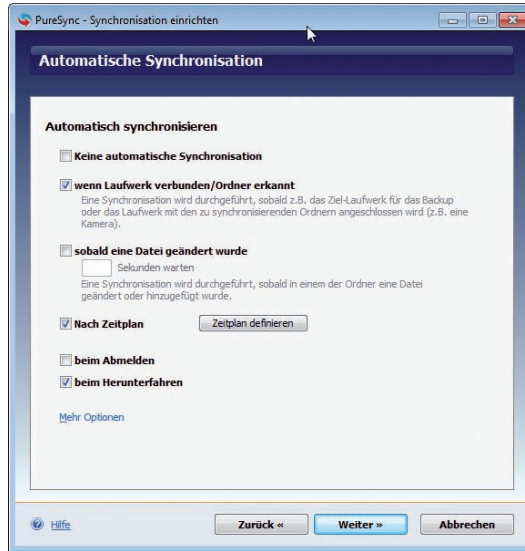 PureSync - Synchronisation einrichten
Automatische Synchronisation
Automatisch synchronisieren
Keine automatische Synchronisation
wenn Laufwerk verbunden/Ordner erkannt
Eine Synchronisation wird durchgeführt, sobald z.B. das Ziel-Laufwerk für das Backup
oder das Laufwerk mit den zu synchronisierenden Ordnern angeschlossen wird (z.B. eine
Kamera).
sobald eine Datei geändert wurde
Sekunden warten
Eine Synchronisation wird durchgeführt, sobald in einem der Ordner eine Datei
geändert oder hinzugefügt wurde.
Nach Zeitplan Zeitplan definieren
beim Abmelden
beim Herunterfahren
Mehr Optionen
Hilfe Zurück « Weiter » Abbrechen